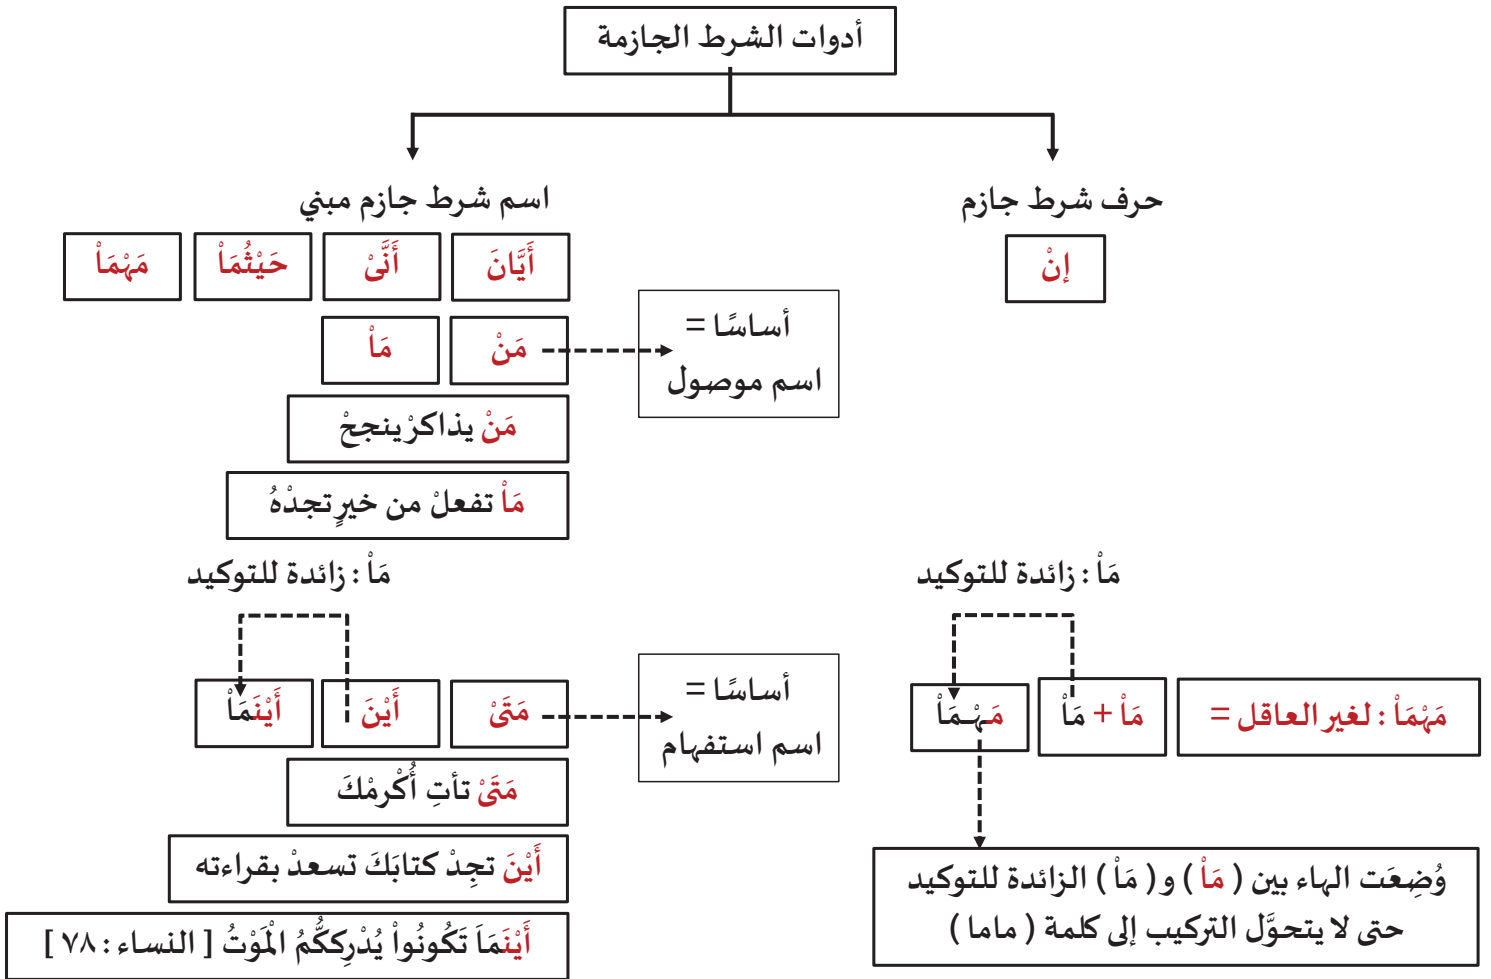 أدوات الشرط الجازمة
حرف شرط جازم
اسم شرط جازم مبني
إنْ
أَيَّانَ
أَنَّىْ
حَيْثُمَاْ
مَهْمَاْ
مَنْ
مَاْ
أساسًا =
اسم موصول
مَنْ يذاكرْ ينجحْ
مَاْ تفعلْ من خيرٍ تجدْهُ
مَاْ : زائدة للتوكيد
مَاْ : زائدة للتوكيد
مَهْمَاْ : لغير العاقل =
مَاْ + مَاْ
مَهْمَاْ
مَتَىْ
أَيْنَ
أَيْنَمَاْ
أساسًا =
اسم استفهام
مَتَىْ تأتِ أُكْرمْكَ
أَيْنَ تجِدْ كتابَكَ تسعدْ بقراءته
أَيْنَمَاَ تَكُونُواْ يُدْرِككُّمُ الْمَوْتُ [ النساء : ٧٨ ]
وُضِعَت الهاء بين ( مَاْ ) و ( مَاْ ) الزائدة للتوكيد
حتى لا يتحوَّل التركيب إلى كلمة ( ماما )